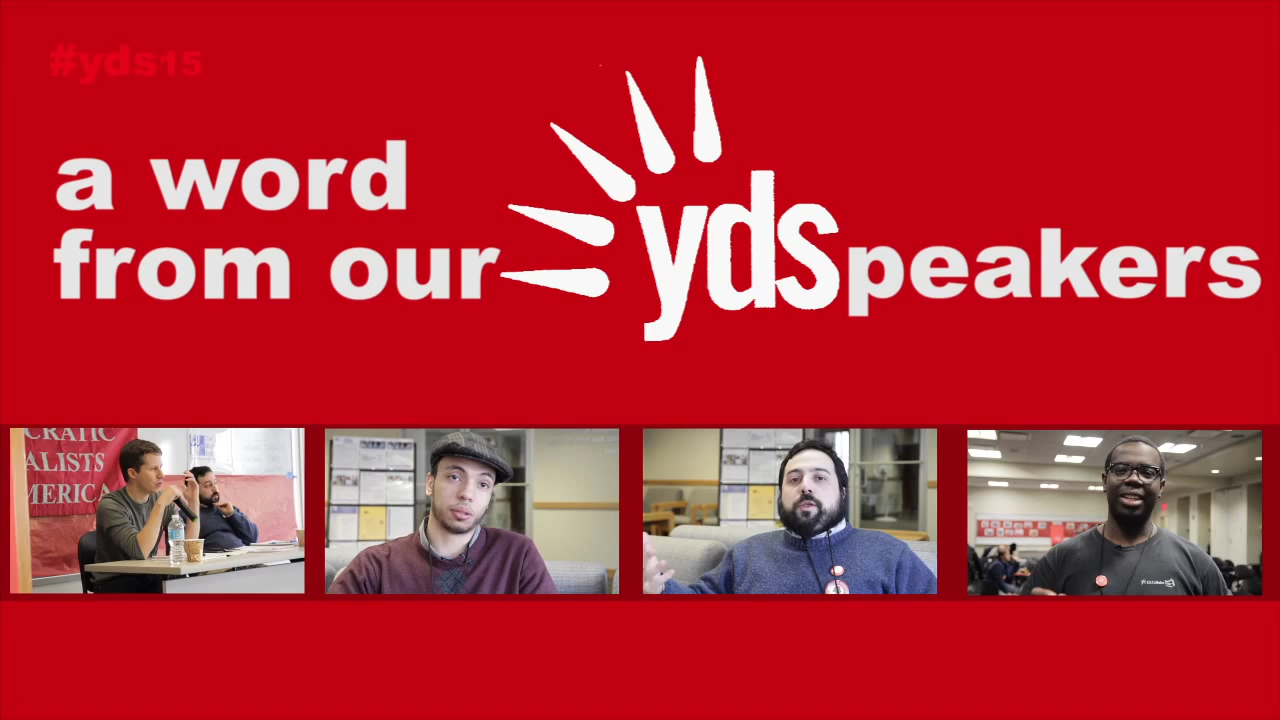 #yds15
a word
from our ydspeakers
CRATIC
ALISTS
MERICA